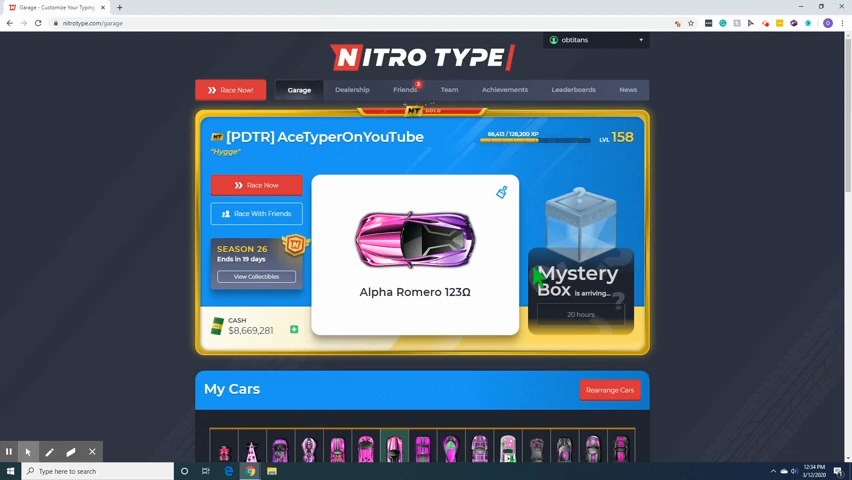 Garage - Customize Your Typing
nitrotype.com/garage
NITRO TYPE
obtitans
Race Now!
Garage
Dealership
Friends
3
Team
Achievements
Leaderboards
News
NT GOLD
NT [PDTR] AceTyperOnYouTube
"Hygge"
66,413 / 126,200 XP
LVL 158
Race Now
Race With Friends
SEASON 26
Ends in 19 days
View Collectibles
CASH
$8,669,281
Alpha Romero 123Ω
Mystery
Box is arriving...
20 hours
My Cars
Rearrange Cars
Type here to search
12:34 PM
3/12/2020